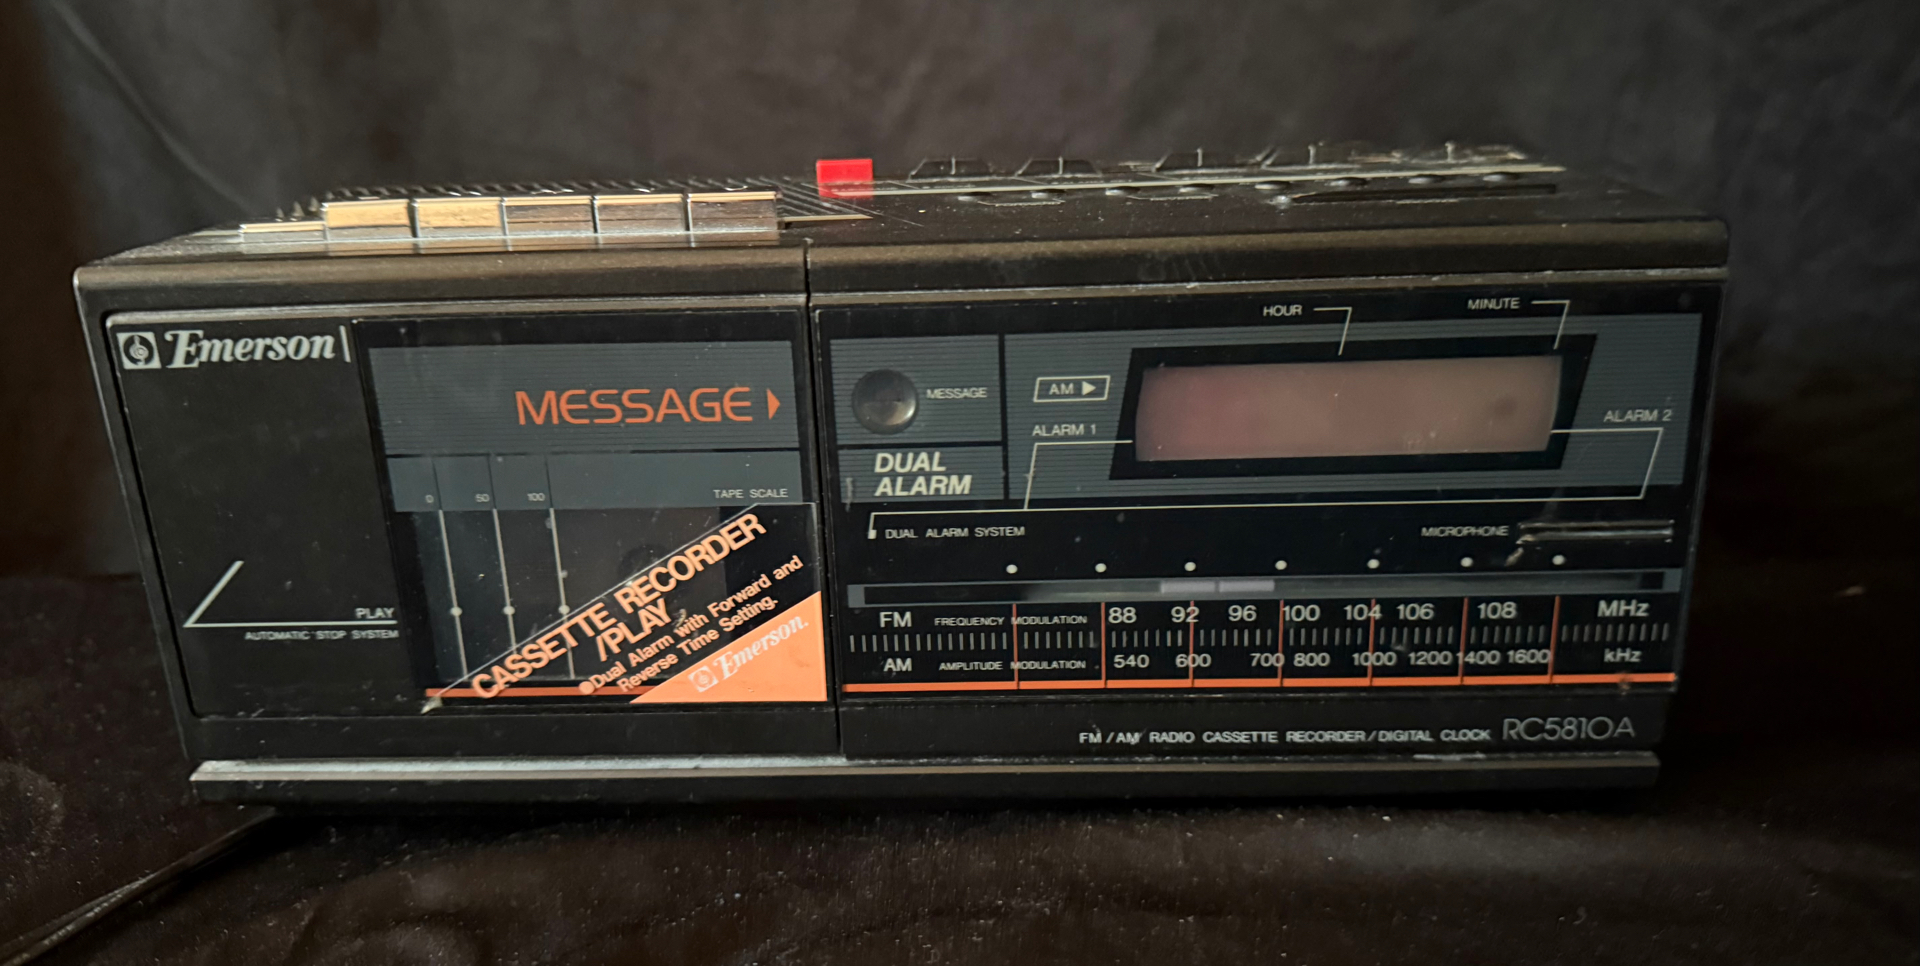 Emerson
MESSAGE
0 50 100
TAPE SCALE
PLAY
AUTOMATIC STOP SYSTEM
CASSETTE RECORDER
/PLAY
●Dual Alarm with Forward and
Reverse Time Setting.
Emerson.
HOUR
MINUTE
MESSAGE
AM
ALARM 1
ALARM 2
DUAL
ALARM
DUAL ALARM SYSTEM
MICROPHONE
FM FREQUENCY MODULATION 88 92 96 100 104 106 108 MHz
AM AMPLITUDE MODULATION 540 600 700 800 1000 1200 1400 1600 kHz
FM/AM RADIO CASSETTE RECORDER/DIGITAL CLOCK RC5810A